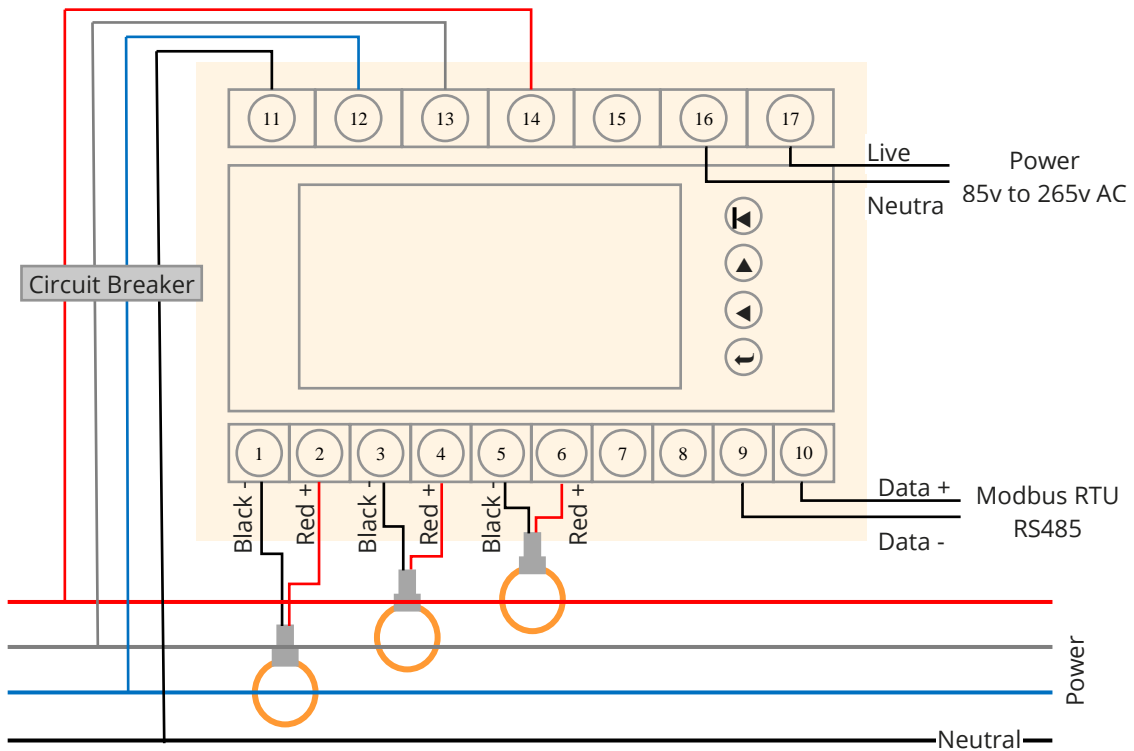 11
12
13
14
15
16
17
Live
Neutra
Power
85v to 265v AC
Circuit Breaker
1
2
3
4
5
6
7
8
9
10
Black -
Red +
Black -
Red +
Black -
Red +
Data +
Data -
Modbus RTU
RS485
Power
Neutral